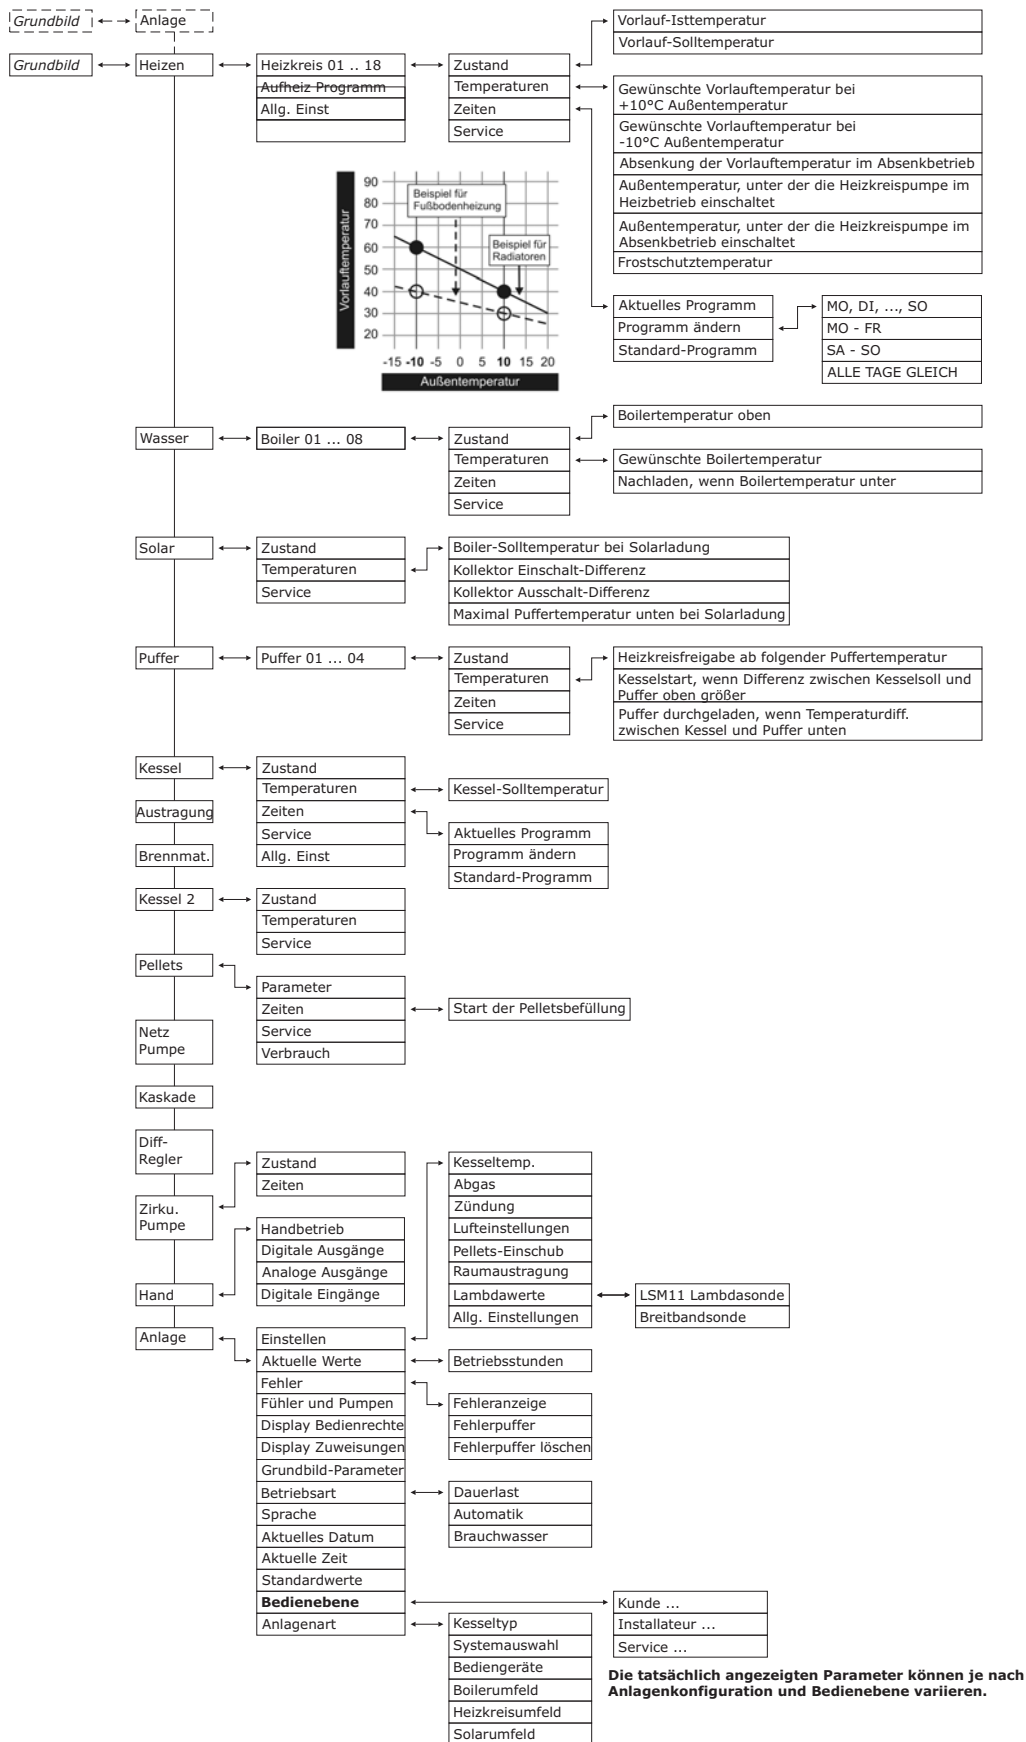 Grundbild
Anlage
Grundbild
Heizen
Heizkreis 01 .. 18
Aufheiz Programm
Allg. Einst
Zustand
Temperaturen
Zeiten
Service
Vorlauf-Isttemperatur
Vorlauf-Solltemperatur
Gewünschte Vorlauftemperatur bei
+10°C Außentemperatur
Gewünschte Vorlauftemperatur bei
-10°C Außentemperatur
Absenkung der Vorlauftemperatur im Absenkbetrieb
Außentemperatur, unter der die Heizkreispumpe im
Heizbetrieb einschaltet
Außentemperatur, unter der die Heizkreispumpe im
Absenkbetrieb einschaltet
Frostschutztemperatur
Aktuelles Programm
Programm ändern
Standard-Programm
MO, DI, ..., SO
MO - FR
SA - SO
ALLE TAGE GLEICH
Vorlauftemperatur
90
80
70
60
50
40
30
20
Beispiel für
Fußbodenheizung
Beispiel für
Radiatoren
-15 -10 -5 0 5 10 15 20
Außentemperatur
Wasser
Boiler 01 ... 08
Zustand
Temperaturen
Zeiten
Service
Boilertemperatur oben
Gewünschte Boilertemperatur
Nachladen, wenn Boilertemperatur unter
Solar
Zustand
Temperaturen
Service
Boiler-Solltemperatur bei Solarladung
Kollektor Einschalt-Differenz
Kollektor Ausschalt-Differenz
Maximal Puffertemperatur unten bei Solarladung
Puffer
Puffer 01 ... 04
Zustand
Temperaturen
Zeiten
Service
Heizkreisfreigabe ab folgender Puffertemperatur
Kesselstart, wenn Differenz zwischen Kesselsoll und
Puffer oben größer
Puffer durchgeladen, wenn Temperaturdiff.
zwischen Kessel und Puffer unten
Kessel
Zustand
Temperaturen
Zeiten
Service
Allg. Einst
Kessel-Solltemperatur
Aktuelles Programm
Programm ändern
Standard-Programm
Austragung
Brennmat.
Kessel 2
Zustand
Temperaturen
Service
Pellets
Parameter
Zeiten
Service
Verbrauch
Start der Pelletsbefüllung
Netz
Pumpe
Kaskade
Diff-
Regler
Zirku.
Pumpe
Zustand
Zeiten
Hand
Handbetrieb
Digitale Ausgänge
Analoge Ausgänge
Digitale Eingänge
Anlage
Einstellen
Aktuelle Werte
Fehler
Fühler und Pumpen
Display Bedienrechte
Display Zuweisungen
Grundbild-Parameter
Betriebsart
Sprache
Aktuelles Datum
Aktuelle Zeit
Standardwerte
Bedienebene
Anlagenart
Kesseltemp.
Abgas
Zündung
Lufteinstellungen
Pellets-Einschub
Raumaustragung
Lambdawerte
Allg. Einstellungen
LSM11 Lambdasonde
Breitbandsonde
Betriebsstunden
Fehleranzeige
Fehlerpuffer
Fehlerpuffer löschen
Dauerlast
Automatik
Brauchwasser
Kunde ...
Installateur ...
Service ...
Kesseltyp
Systemauswahl
Bediengeräte
Boilerumfeld
Heizkreisumfeld
Solarumfeld
Die tatsächlich angezeigten Parameter können je nach
Anlagenkonfiguration und Bedienebene variieren.